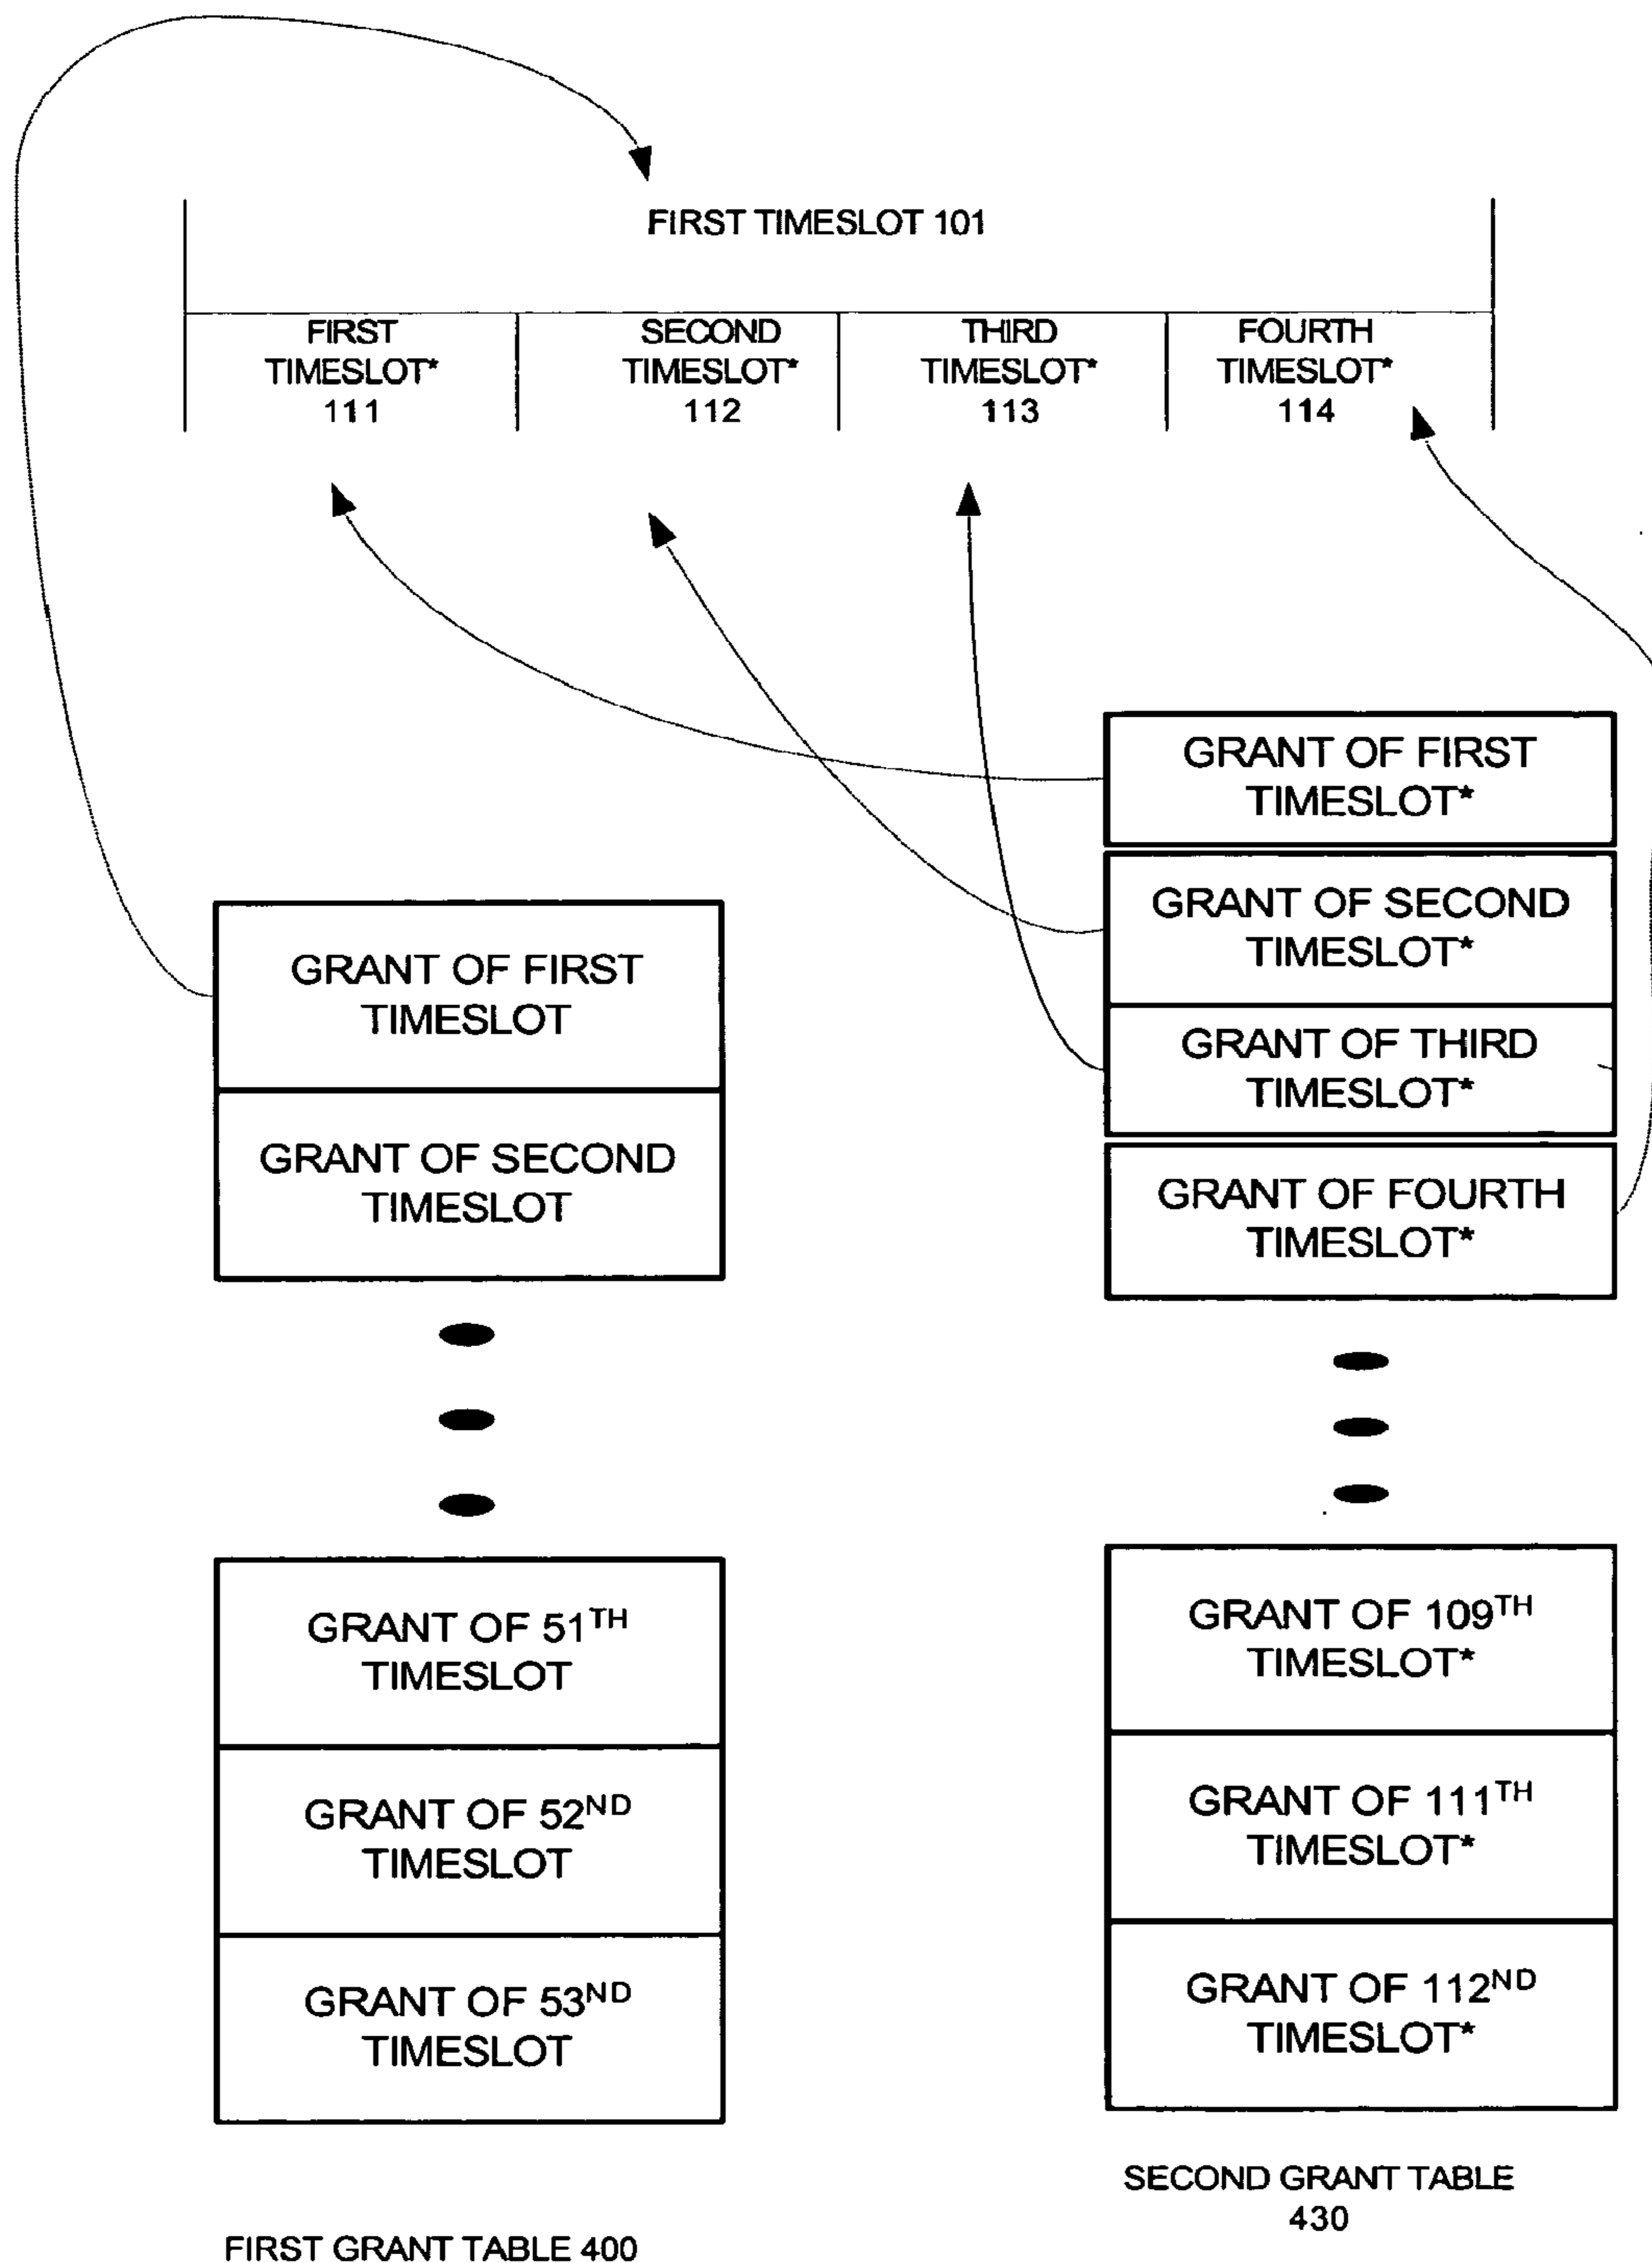 FIRST TIMESLOT 101
FIRST
TIMESLOT*
111
SECOND
TIMESLOT*
112
THIRD
TIMESLOT*
113
FOURTH
TIMESLOT*
114
GRANT OF FIRST
TIMESLOT
GRANT OF SECOND
TIMESLOT
GRANT OF 51TH
TIMESLOT
GRANT OF 52ND
TIMESLOT
GRANT OF 53ND
TIMESLOT
FIRST GRANT TABLE 400
GRANT OF FIRST
TIMESLOT*
GRANT OF SECOND
TIMESLOT*
GRANT OF THIRD
TIMESLOT*
GRANT OF FOURTH
TIMESLOT*
GRANT OF 109TH
TIMESLOT*
GRANT OF 111TH
TIMESLOT*
GRANT OF 112ND
TIMESLOT*
SECOND GRANT TABLE
430